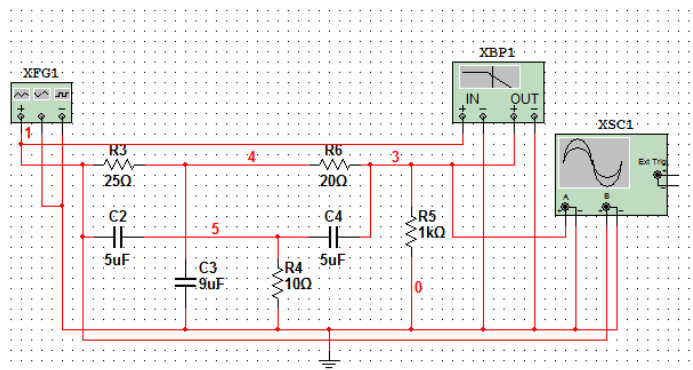 XBP1
XFG1
IN OUT
+ − + −
XSC1
+ −
1
R3 4 R6 3
Ext Trig
25Ω 20Ω
A B
C2 5 C4 R5
1kΩ
5uF 5uF
C3 R4
9uF 10Ω 0